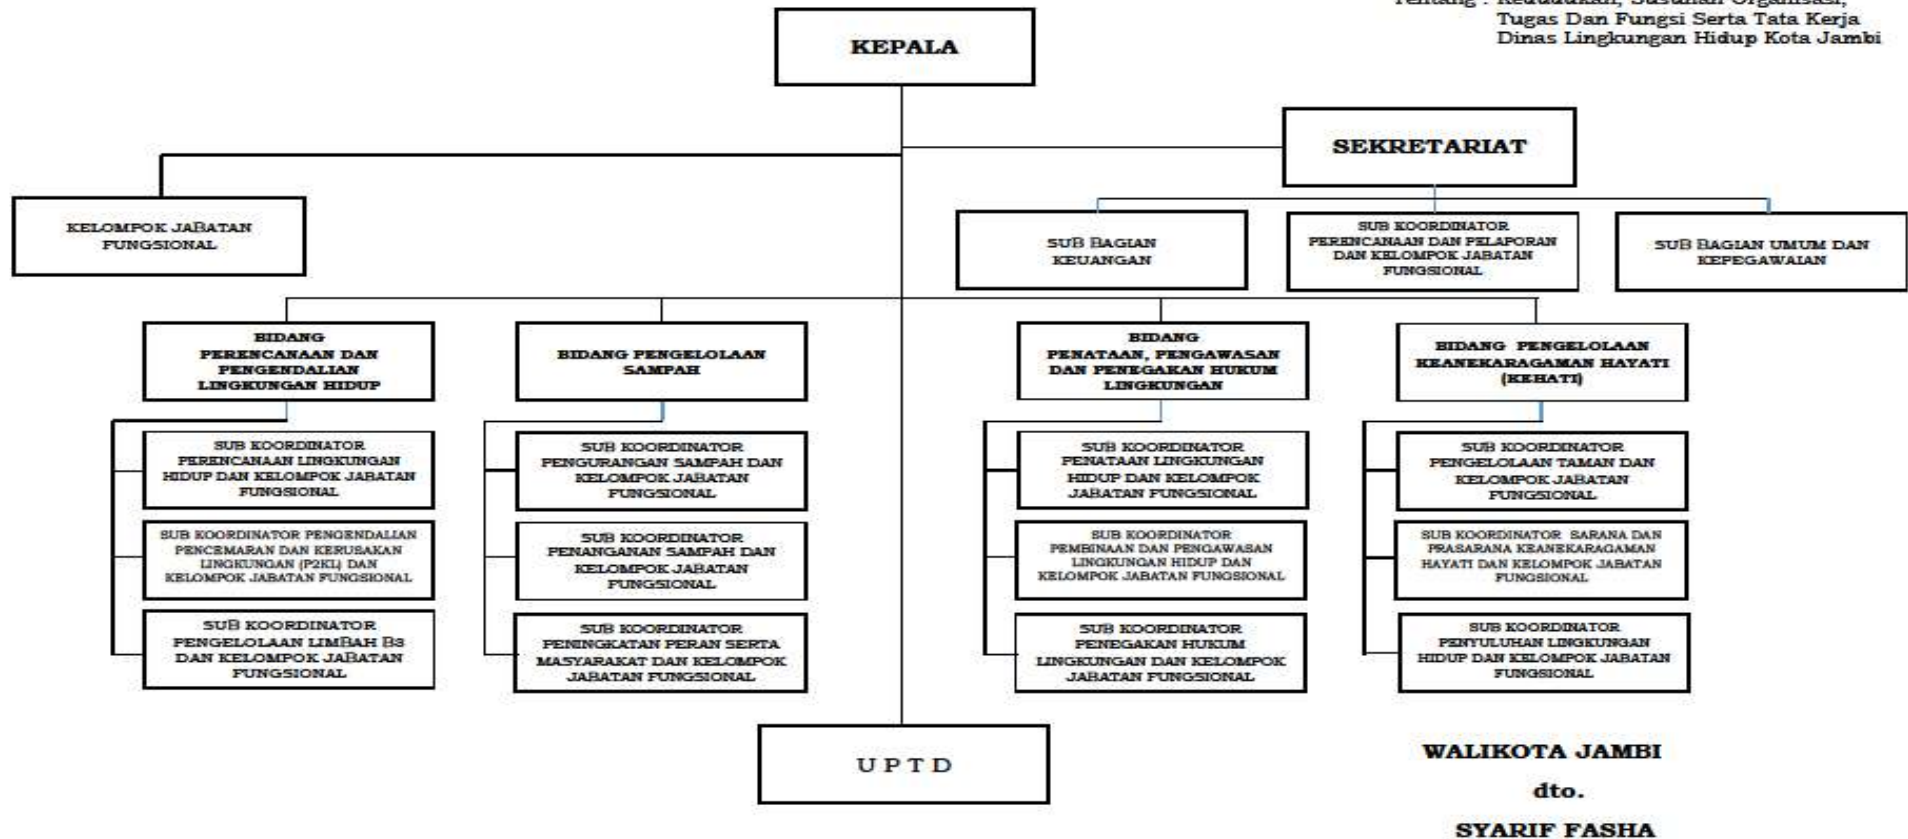 Tentang : Kedudukan, Susunan Organisasi,
Tugas Dan Fungsi Serta Tata Kerja
Dinas Lingkungan Hidup Kota Jambi
KEPALA
SEKRETARIAT
KELOMPOK JABATAN
FUNGSIONAL
SUB BAGIAN
KEUANGAN
SUB KOORDINATOR
PERENCANAAN DAN PELAPORAN
DAN KELOMPOK JABATAN
FUNGSIONAL
SUB BAGIAN UMUM DAN
KEPEGAWAIAN
BIDANG
PERENCANAAN DAN
PENGENDALIAN
LINGKUNGAN HIDUP
BIDANG PENGELOLAAN
SAMPAH
BIDANG
PENATAAN, PENGAWASAN
DAN PENEGAKAN HUKUM
LINGKUNGAN
BIDANG PENGELOLAAN
KEANEKARAGAMAN HAYATI
(KEHATI)
SUB KOORDINATOR
PERENCANAAN LINGKUNGAN
HIDUP DAN KELOMPOK JABATAN
FUNGSIONAL
SUB KOORDINATOR
PENGURANGAN SAMPAH DAN
KELOMPOK JABATAN
FUNGSIONAL
SUB KOORDINATOR
PENATAAN LINGKUNGAN
HIDUP DAN KELOMPOK
JABATAN FUNGSIONAL
SUB KOORDINATOR
PENGELOLAAN TAMAN DAN
KELOMPOK JABATAN
FUNGSIONAL
SUB KOORDINATOR PENGENDALIAN
PENCEMARAN DAN KERUSAKAN
LINGKUNGAN (P2KL) DAN
KELOMPOK JABATAN FUNGSIONAL
SUB KOORDINATOR
PENANGANAN SAMPAH DAN
KELOMPOK JABATAN
FUNGSIONAL
SUB KOORDINATOR
PEMBINAAN DAN PENGAWASAN
LINGKUNGAN HIDUP DAN
KELOMPOK JABATAN FUNGSIONAL
SUB KOORDINATOR SARANA DAN
PRASARANA KEANEKARAGAMAN
HAYATI DAN KELOMPOK JABATAN
FUNGSIONAL
SUB KOORDINATOR
PENGELOLAAN LIMBAH B3
DAN KELOMPOK JABATAN
FUNGSIONAL
SUB KOORDINATOR
PENINGKATAN PERAN SERTA
MASYARAKAT DAN KELOMPOK
JABATAN FUNGSIONAL
SUB KOORDINATOR
PENEGAKAN HUKUM
LINGKUNGAN DAN KELOMPOK
JABATAN FUNGSIONAL
SUB KOORDINATOR
PENYULUHAN LINGKUNGAN
HIDUP DAN KELOMPOK JABATAN
FUNGSIONAL
U P T D
WALIKOTA JAMBI
dto.
SYARIF FASHA